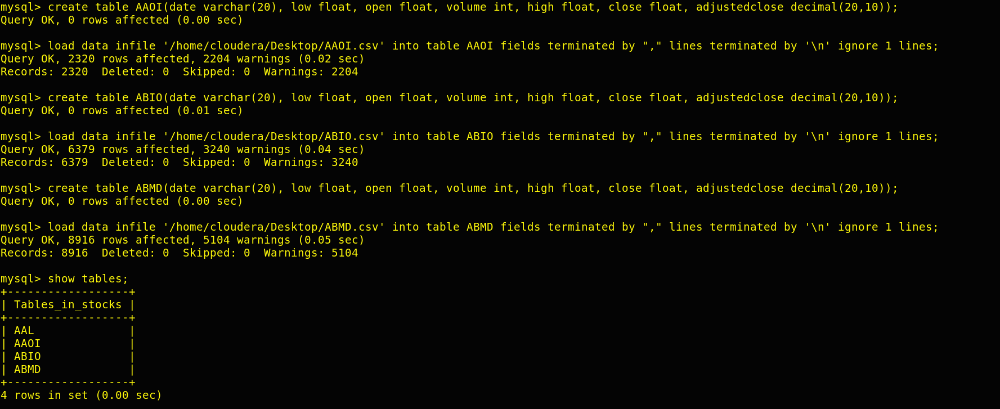 mysql> create table AAOI(date varchar(20), low float, open float, volume int, high float, close float, adjustedclose decimal(20,10));
Query OK, 0 rows affected (0.00 sec)
mysql> load data infile '/home/cloudera/Desktop/AAOI.csv' into table AAOI fields terminated by "," lines terminated by '\n' ignore 1 lines;
Query OK, 2320 rows affected, 2204 warnings (0.02 sec)
Records: 2320  Deleted: 0  Skipped: 0  Warnings: 2204
mysql> create table ABIO(date varchar(20), low float, open float, volume int, high float, close float, adjustedclose decimal(20,10));
Query OK, 0 rows affected (0.01 sec)
mysql> load data infile '/home/cloudera/Desktop/ABIO.csv' into table ABIO fields terminated by "," lines terminated by '\n' ignore 1 lines;
Query OK, 6379 rows affected, 3240 warnings (0.04 sec)
Records: 6379  Deleted: 0  Skipped: 0  Warnings: 3240
mysql> create table ABMD(date varchar(20), low float, open float, volume int, high float, close float, adjustedclose decimal(20,10));
Query OK, 0 rows affected (0.00 sec)
mysql> load data infile '/home/cloudera/Desktop/ABMD.csv' into table ABMD fields terminated by "," lines terminated by '\n' ignore 1 lines;
Query OK, 8916 rows affected, 5104 warnings (0.05 sec)
Records: 8916  Deleted: 0  Skipped: 0  Warnings: 5104
mysql> show tables;
+------------------+
| Tables_in_stocks |
+------------------+
| AAL              |
| AAOI             |
| ABIO             |
| ABMD             |
+------------------+
4 rows in set (0.00 sec)